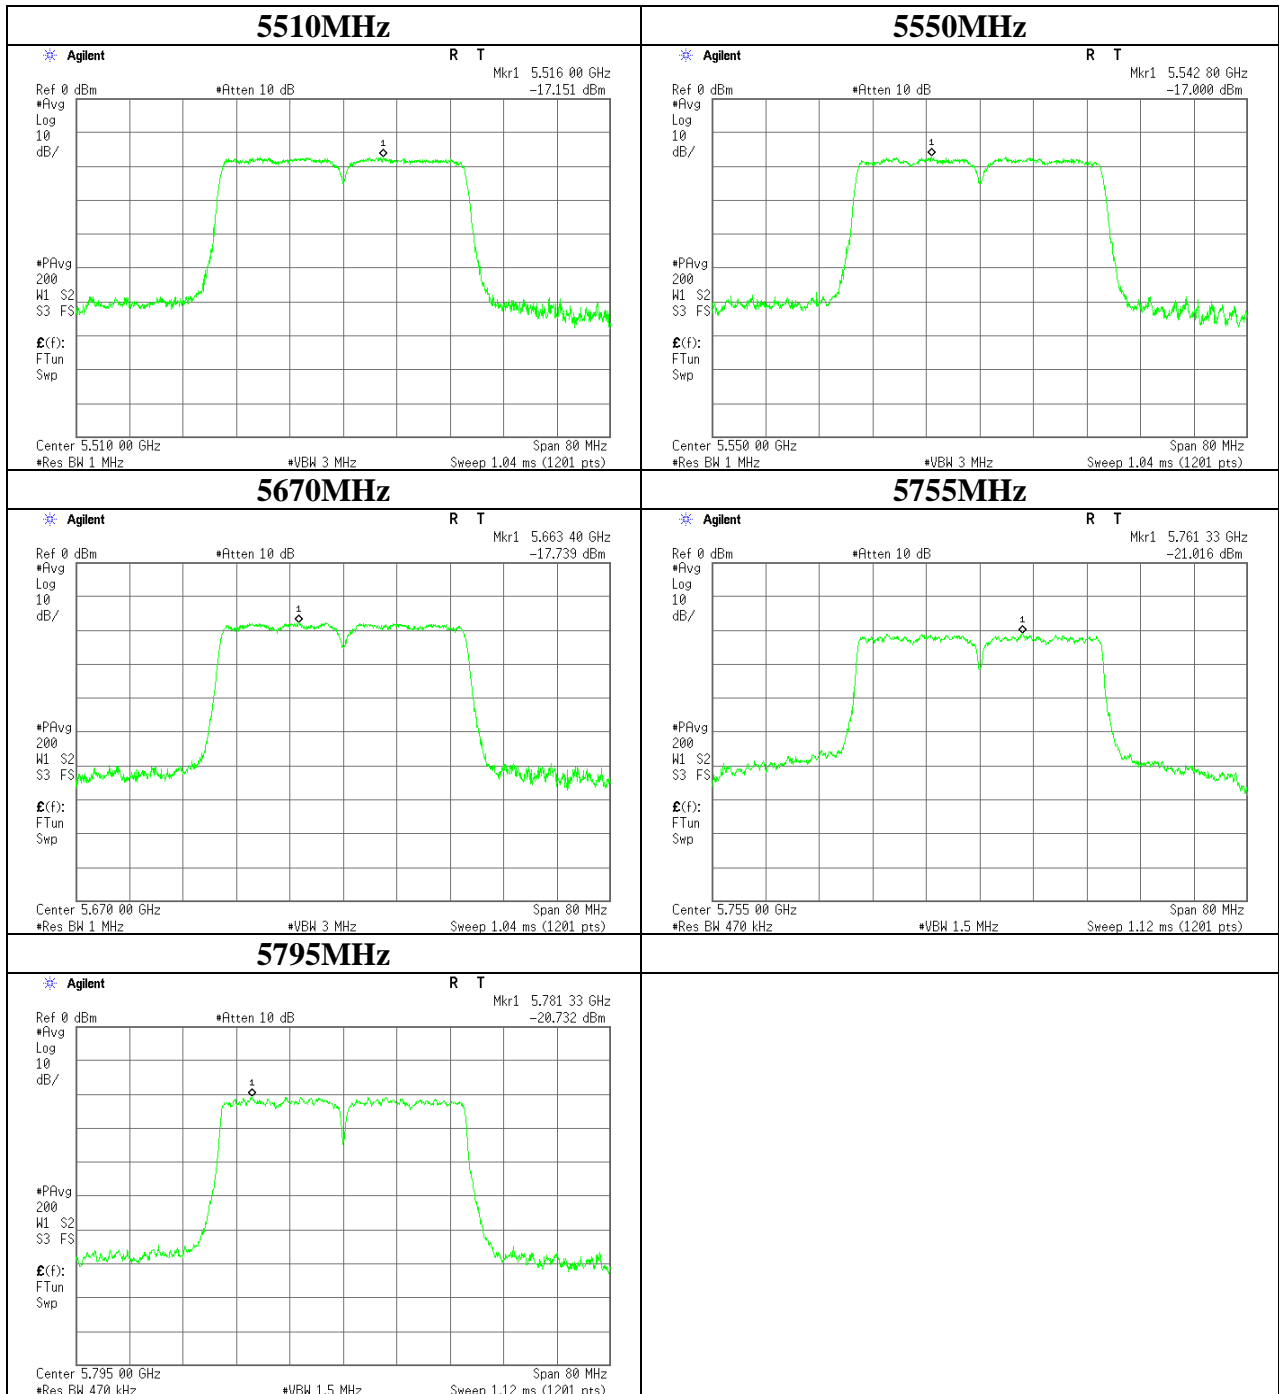 5510MHz
Agilent R T
Mkr1 5.516 00 GHz
Ref 0 dBm #Atten 10 dB -17.151 dBm
#Avg
Log
10
dB/
1
#PAvg
200
W1 S2
S3 FS
£(f):
FTun
Swp
Center 5.510 00 GHz Span 80 MHz
#Res BW 1 MHz #VBW 3 MHz Sweep 1.04 ms (1201 pts)
5550MHz
Agilent R T
Mkr1 5.542 80 GHz
Ref 0 dBm #Atten 10 dB -17.000 dBm
#Avg
Log
10
dB/
1
#PAvg
200
W1 S2
S3 FS
£(f):
FTun
Swp
Center 5.550 00 GHz Span 80 MHz
#Res BW 1 MHz #VBW 3 MHz Sweep 1.04 ms (1201 pts)
5670MHz
Agilent R T
Mkr1 5.663 40 GHz
Ref 0 dBm #Atten 10 dB -17.739 dBm
#Avg
Log
10
dB/
1
#PAvg
200
W1 S2
S3 FS
£(f):
FTun
Swp
Center 5.670 00 GHz Span 80 MHz
#Res BW 1 MHz #VBW 3 MHz Sweep 1.04 ms (1201 pts)
5755MHz
Agilent R T
Mkr1 5.761 33 GHz
Ref 0 dBm #Atten 10 dB -21.016 dBm
#Avg
Log
10
dB/
1
#PAvg
200
W1 S2
S3 FS
£(f):
FTun
Swp
Center 5.755 00 GHz Span 80 MHz
#Res BW 470 kHz #VBW 1.5 MHz Sweep 1.12 ms (1201 pts)
5795MHz
Agilent R T
Mkr1 5.781 33 GHz
Ref 0 dBm #Atten 10 dB -20.732 dBm
#Avg
Log
10
dB/
1
#PAvg
200
W1 S2
S3 FS
£(f):
FTun
Swp
Center 5.795 00 GHz Span 80 MHz
#Res BW 470 kHz #VBW 1.5 MHz Sweep 1.12 ms (1201 pts)